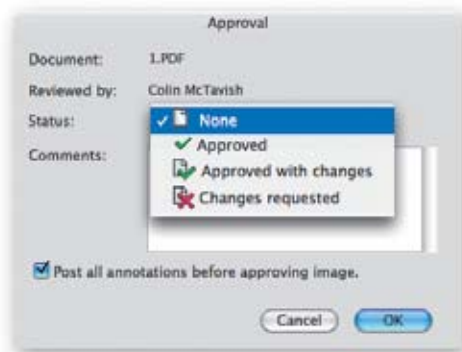 Approval
Document: 1.PDF
Reviewed by: Colin McTavish
Status: None
Approved
Comments:
Approved with changes
Changes requested
Post all annotations before approving image.
Cancel OK